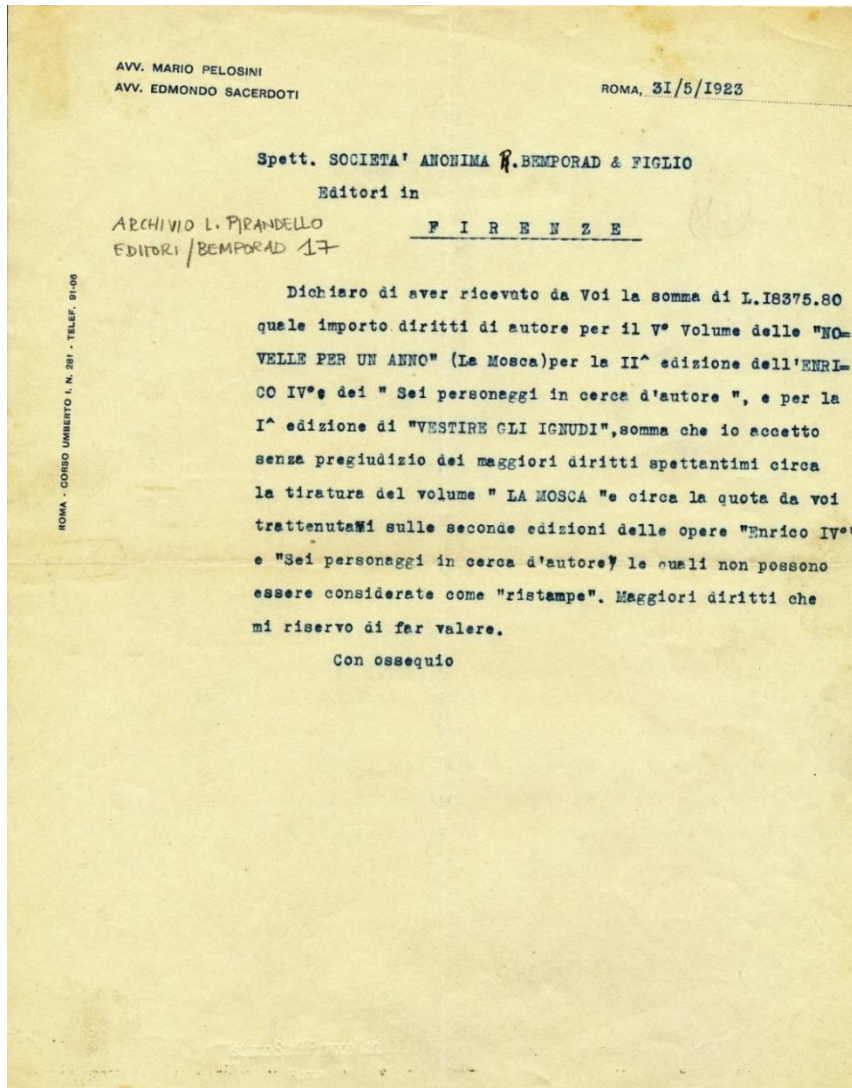 AVV. MARIO PELOSINI
AVV. EDMONDO SACERDOTI
ROMA, 31/5/1923
Spett. SOCIETA' ANONIMA R.BEMPORAD & FIGLIO
Editori in
F I R E N Z E
ARCHIVIO L. PIRANDELLO
EDITORI/BEMPORAD 17
ROMA - CORSO UMBERTO I. N. 281 - TELEF. 91-06
Dichiaro di aver ricevuto da Voi la somma di L.I8375.80
quale importo diritti di autore per il V° Volume delle "NO=
VELLE PER UN ANNO" (La Mosca)per la II^ edizione dell'ENRI=
CO IV°e dei " Sei personaggi in cerca d'autore ", e per la
I^ edizione di "VESTIRE GLI IGNUDI",somma che io accetto
senza pregiudizio dei maggiori diritti spettantimi circa
la tiratura del volume " LA MOSCA "e circa la quota da voi
trattenutami sulle seconde edizioni delle opere "Enrico IV°"
e "Sei personaggi in cerca d'autore" le quali non possono
essere considerate come "ristampe". Maggiori diritti che
mi riservo di far valere.
Con ossequio